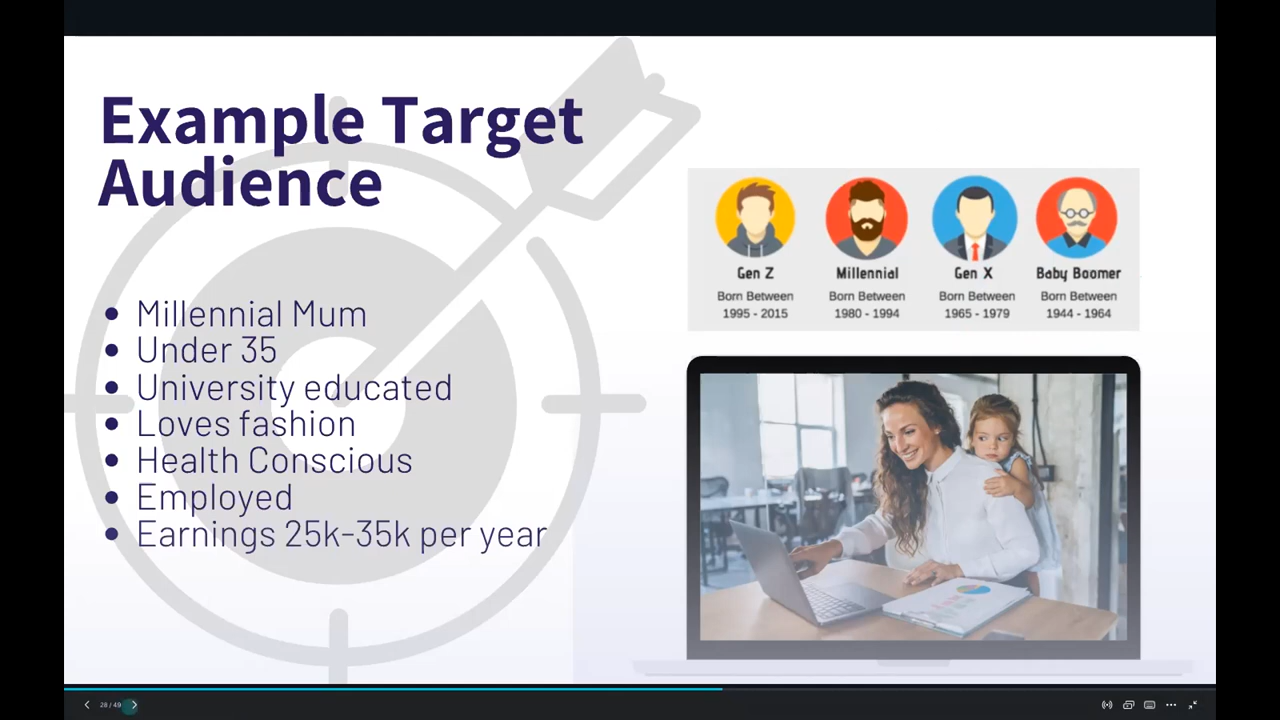 Example Target
Audience
Millennial Mum
Under 35
University educated
Loves fashion
Health Conscious
Employed
Earnings 25k-35k per year
Gen Z
Born Between
1995 - 2015
Millennial
Born Between
1980 - 1994
Gen X
Born Between
1965 - 1979
Baby Boomer
Born Between
1944 - 1964
28 / 49